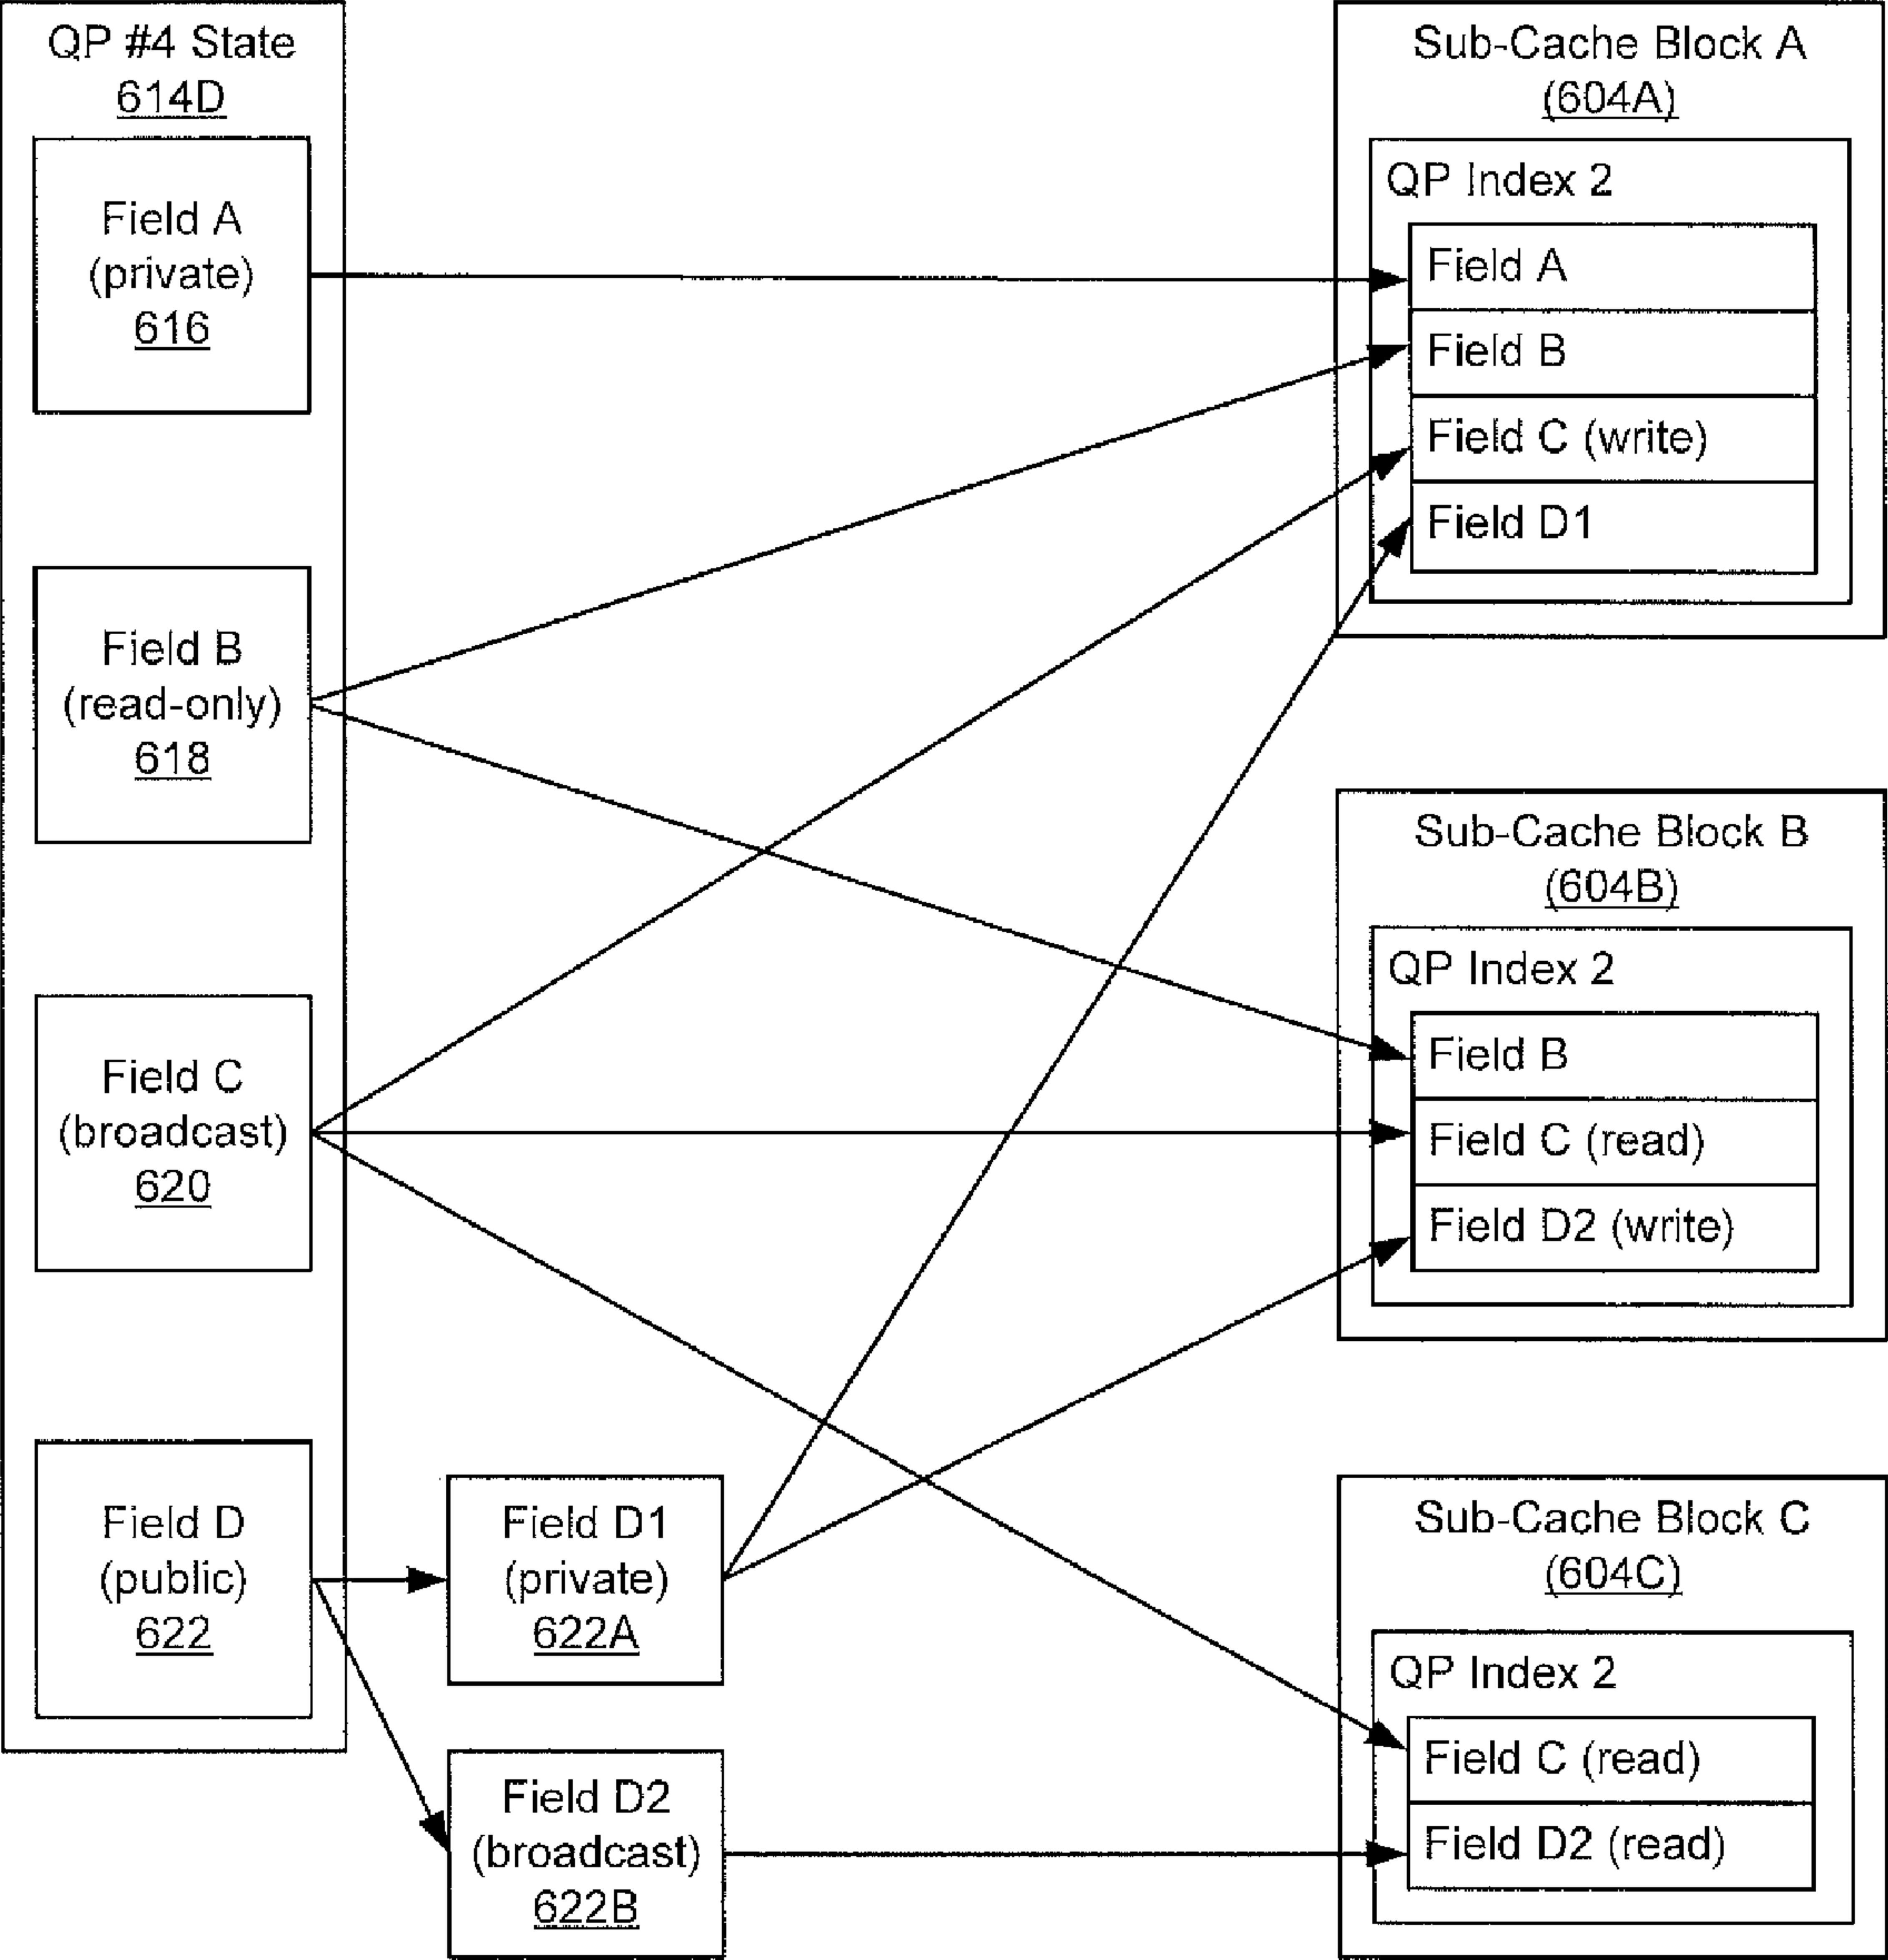 QP #4 State
614D
Field A
(private)
616
Field B
(read-only)
618
Field C
(broadcast)
620
Field D
(public)
622
Field D1
(private)
622A
Field D2
(broadcast)
622B
Sub-Cache Block A
(604A)
QP Index 2
Field A
Field B
Field C (write)
Field D1
Sub-Cache Block B
(604B)
QP Index 2
Field B
Field C (read)
Field D2 (write)
Sub-Cache Block C
(604C)
QP Index 2
Field C (read)
Field D2 (read)